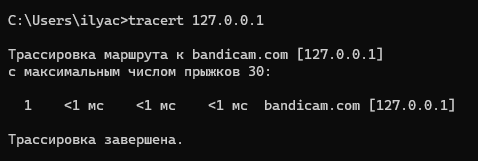 C:\Users\ilyac>tracert 127.0.0.1
Трассировка маршрута к bandicam.com [127.0.0.1]
с максимальным числом прыжков 30:
1 <1 мс <1 мс <1 мс bandicam.com [127.0.0.1]
Трассировка завершена.